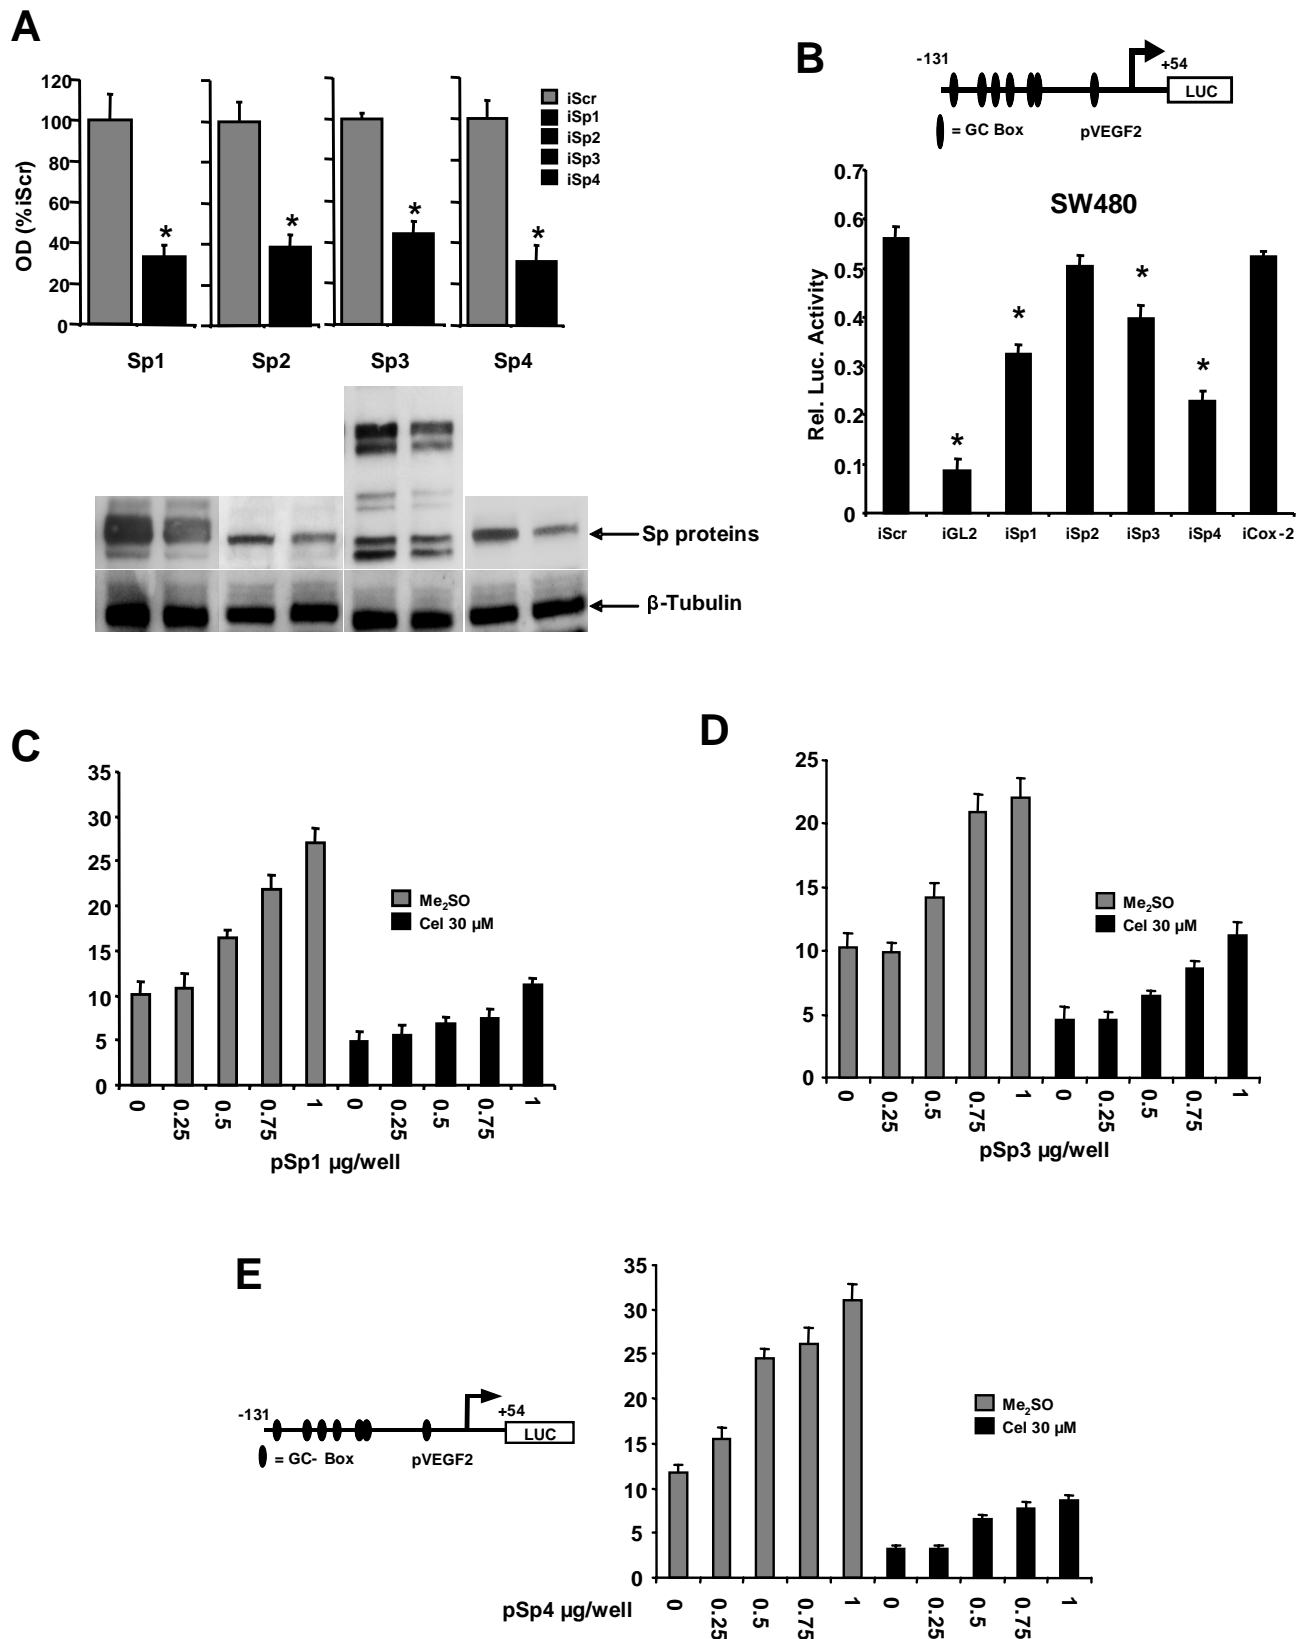 A
120
100
80
60
40
20
0
OD (%iScr)
iScr
iSp1
iSp2
iSp3
iSp4
*
*
*
*
Sp1 Sp2 Sp3 Sp4
Sp proteins
β-Tubulin
B
-131
+54
LUC
= GC Box pVEGF2
SW480
Rel. Luc. Activity
0.7
0.6
0.5
0.4
0.3
0.2
0.1
0
*
*
*
*
iScr iGL2 iSp1 iSp2 iSp3 iSp4 iCox-2
C
35
30
25
20
15
10
5
0
Me₂SO
Cel 30 µM
0 0.25 0.5 0.75 1 0 0.25 0.5 0.75 1
pSp1 µg/well
D
25
20
15
10
5
0
Me₂SO
Cel 30 µM
0 0.25 0.5 0.75 1 0 0.25 0.5 0.75 1
pSp3 µg/well
E
-131
+54
LUC
= GC- Box pVEGF2
35
30
25
20
15
10
5
0
Me₂SO
Cel 30 µM
0 0.25 0.5 0.75 1 0 0.25 0.5 0.75 1
pSp4 µg/well